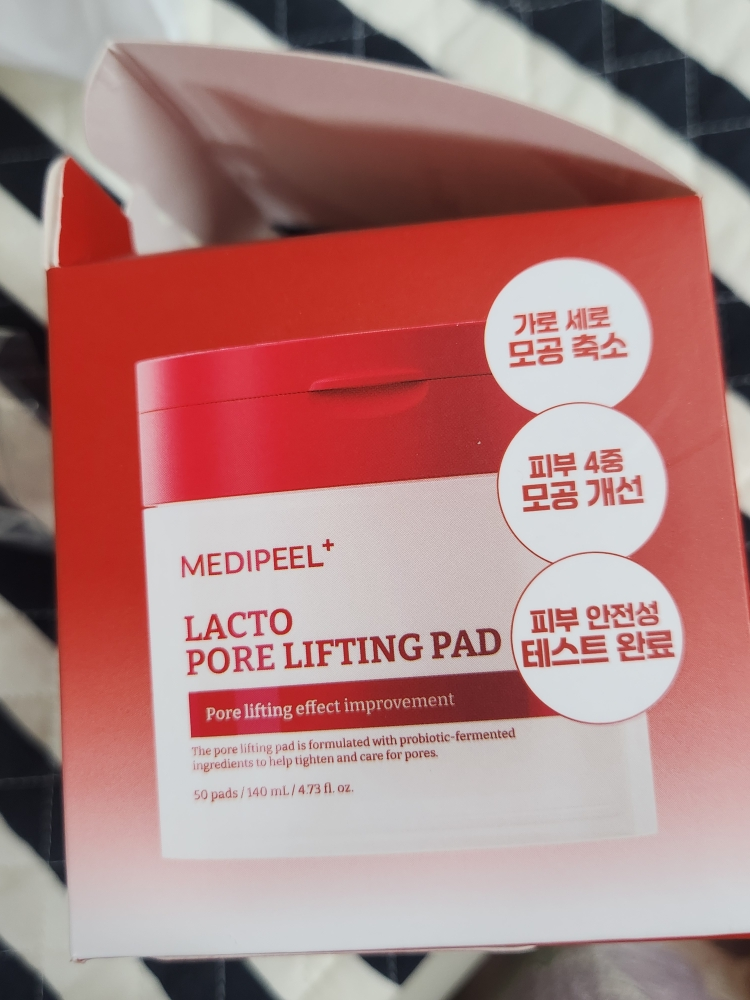 가로 세로
모공 축소
피부 4중
모공 개선
피부 안전성
테스트 완료
MEDIPEEL+
LACTO
PORE LIFTING PAD
Pore lifting effect improvement
The pore lifting pad is formulated with probiotic-fermented
ingredients to help tighten and care for pores.
50 pads / 140 mL / 4.73 fl. oz.